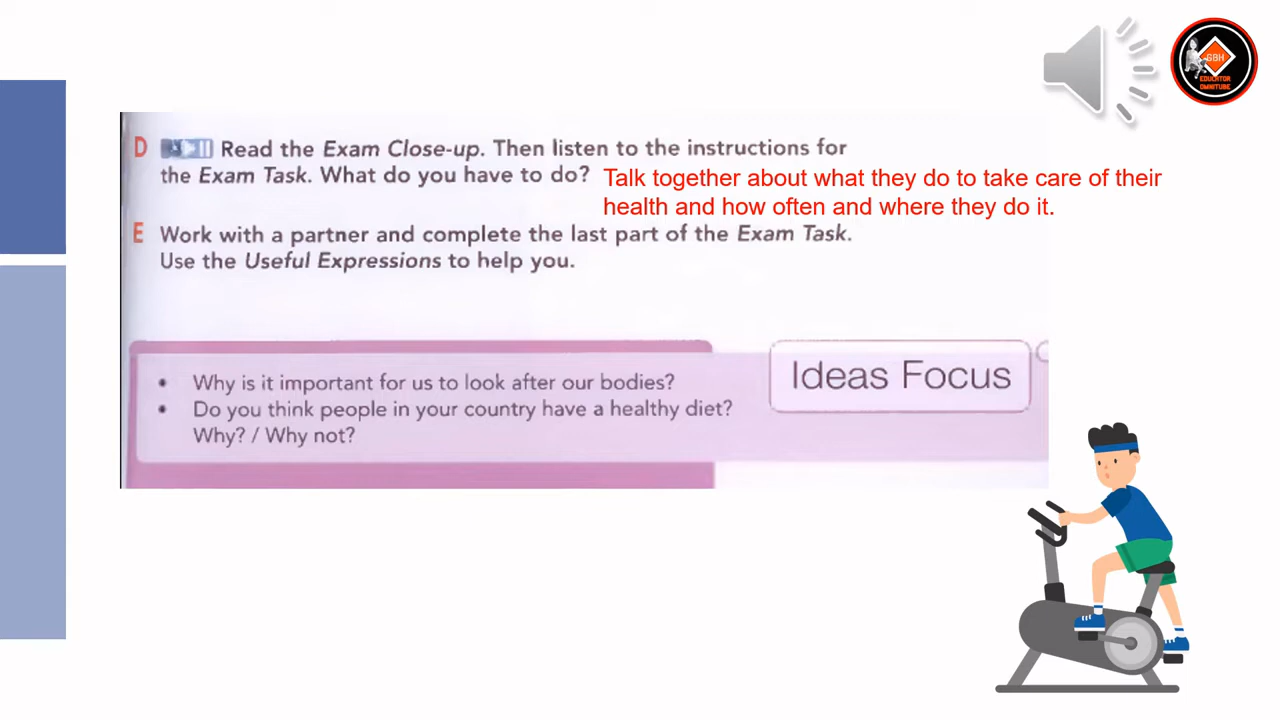 GBH
EDUCATOR
OMNITUBE
D Read the Exam Close-up. Then listen to the instructions for
the Exam Task. What do you have to do?
Talk together about what they do to take care of their
health and how often and where they do it.
E Work with a partner and complete the last part of the Exam Task.
Use the Useful Expressions to help you.
Ideas Focus
• Why is it important for us to look after our bodies?
• Do you think people in your country have a healthy diet?
Why? / Why not?